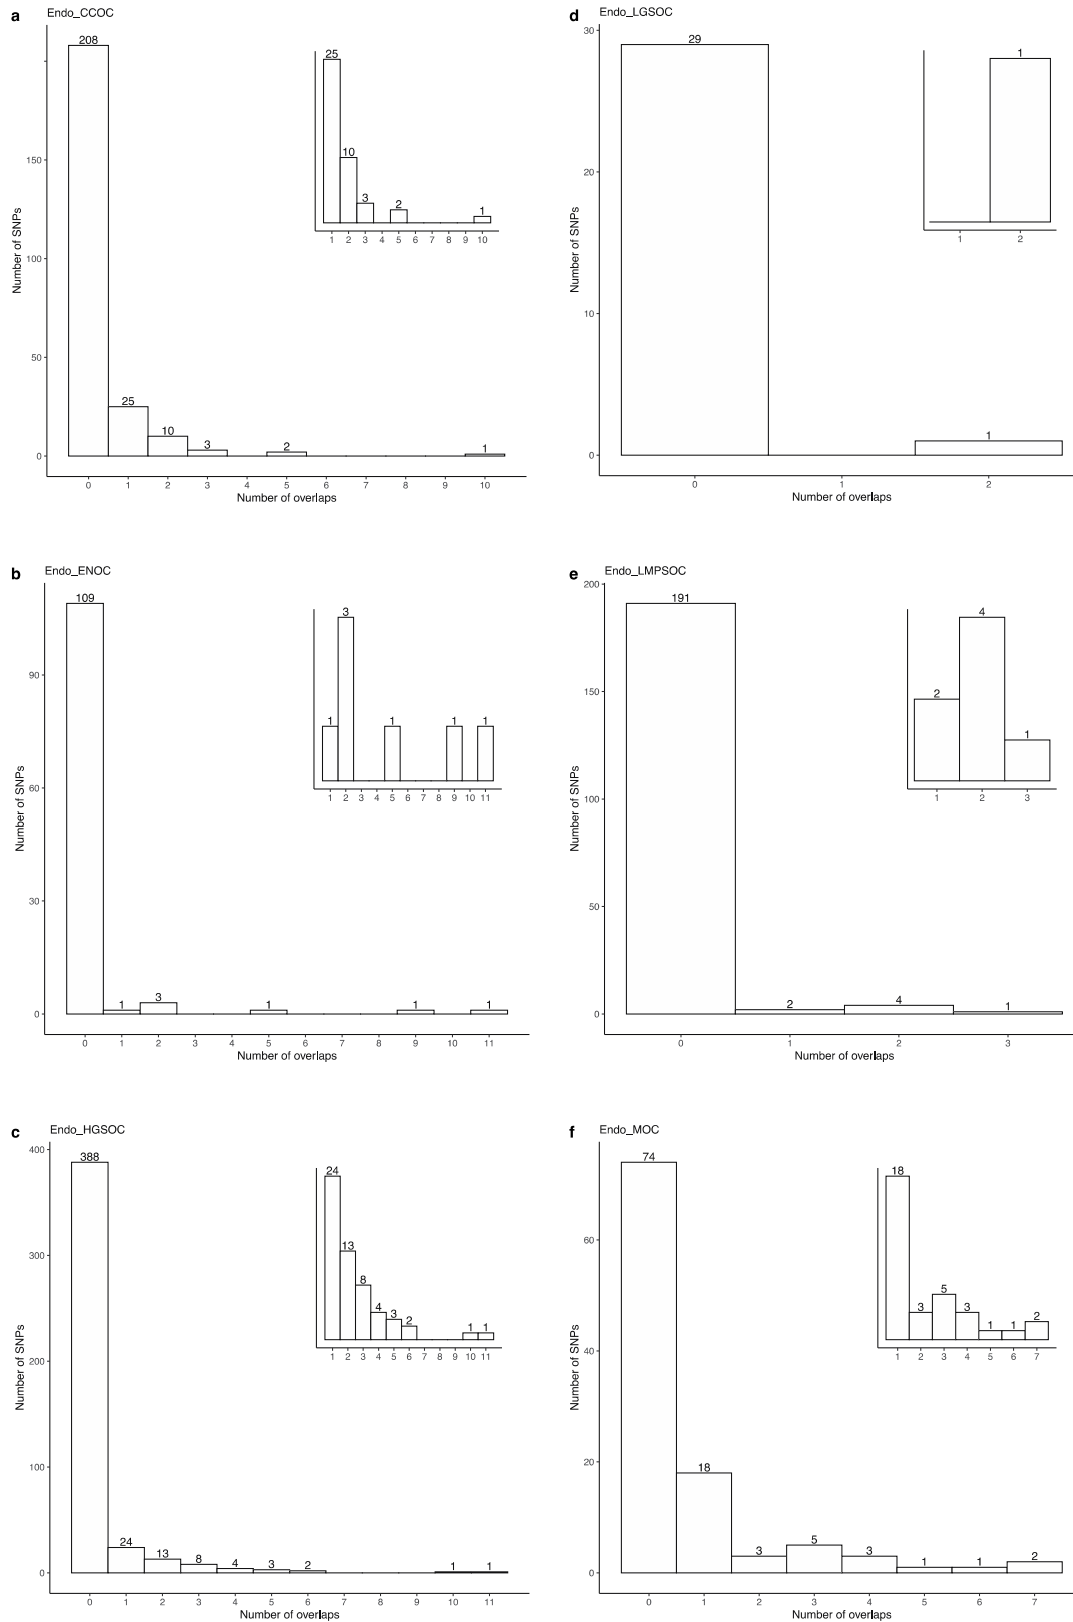 a Endo_CCOC
208
150
100
50
0
Number of SNPs
25
10
3
2
1
0 1 2 3 4 5 6 7 8 9 10
Number of overlaps
25
10
3
2
1
1 2 3 4 5 6 7 8 9 10
d Endo_LGSOC
30
20
10
0
Number of SNPs
29
1
0 1 2
Number of overlaps
1
1 2
b Endo_ENOC
109
90
60
30
0
Number of SNPs
1 3 1 1 1
0 1 2 3 4 5 6 7 8 9 10 11
Number of overlaps
3
1 1 1 1
1 2 3 4 5 6 7 8 9 10 11
e Endo_LMPSOC
200
150
100
50
0
Number of SNPs
191
2 4 1
0 1 2 3
Number of overlaps
4
2
1
1 2 3
c Endo_HGSOC
400
300
200
100
0
Number of SNPs
388
24
13
8
4
3
2
1 1
0 1 2 3 4 5 6 7 8 9 10 11
Number of overlaps
24
13
8
4
3
2
1 1
1 2 3 4 5 6 7 8 9 10 11
f Endo_MOC
60
40
20
0
Number of SNPs
74
18
3 5 3 1 1 2
0 1 2 3 4 5 6 7
Number of overlaps
18
3 5 3 1 1 2
1 2 3 4 5 6 7